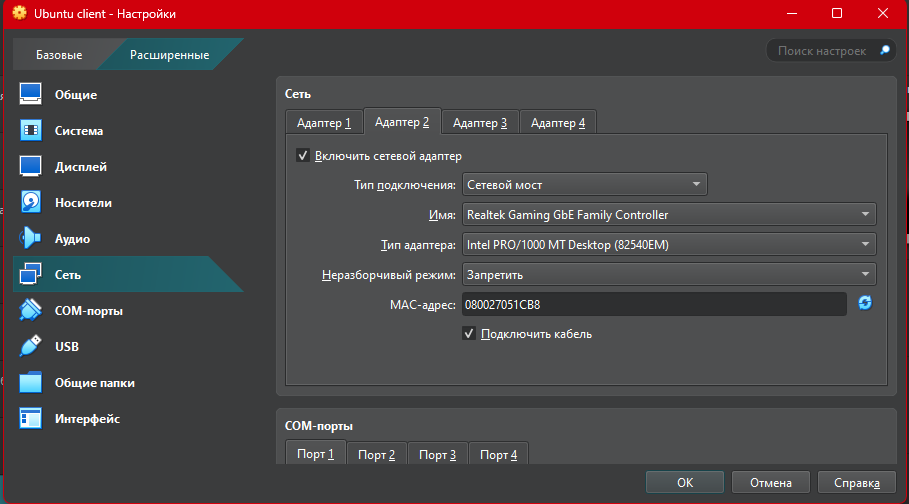 Ubuntu client - Настройки
Базовые
Расширенные
Поиск настроек
Общие
Система
Дисплей
Носители
Аудио
Сеть
COM-порты
USB
Общие папки
Интерфейс
Сеть
Адаптер 1
Адаптер 2
Адаптер 3
Адаптер 4
Включить сетевой адаптер
Тип подключения: Сетевой мост
Имя: Realtek Gaming GbE Family Controller
Тип адаптера: Intel PRO/1000 MT Desktop (82540EM)
Неразборчивый режим: Запретить
MAC-адрес: 080027051CB8
Подключить кабель
COM-порты
Порт 1
Порт 2
Порт 3
Порт 4
OK
Отмена
Справка